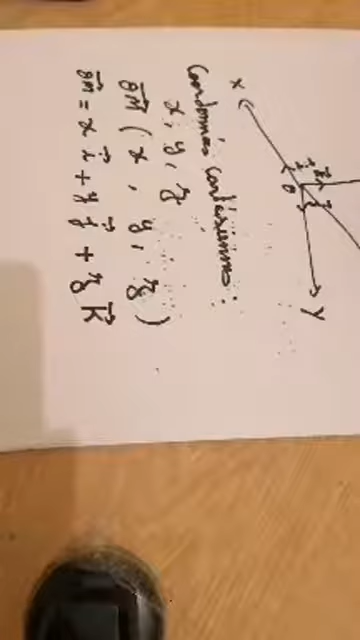 Coordonnées Cartésiennes :
x, y, z
OM⃗ ( x , y , z )
OM⃗ = x i⃗ + y j⃗ + z k⃗
x
y
o
i⃗
k⃗
j⃗